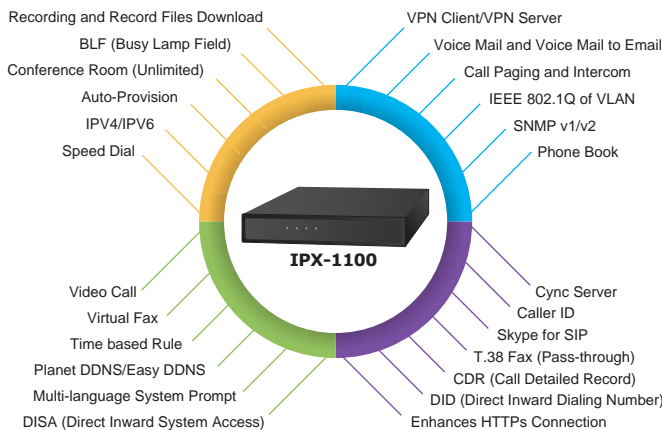 Recording and Record Files Download
BLF (Busy Lamp Field)
Conference Room (Unlimited)
Auto-Provision
IPV4/IPV6
Speed Dial
VPN Client/VPN Server
Voice Mail and Voice Mail to Email
Call Paging and Intercom
IEEE 802.1Q of VLAN
SNMP v1/v2
Phone Book
IPX-1100
Video Call
Virtual Fax
Time based Rule
Planet DDNS/Easy DDNS
Multi-language System Prompt
DISA (Direct Inward System Access)
Cync Server
Caller ID
Skype for SIP
T.38 Fax (Pass-through)
CDR (Call Detailed Record)
DID (Direct Inward Dialing Number)
Enhances HTTPs Connection